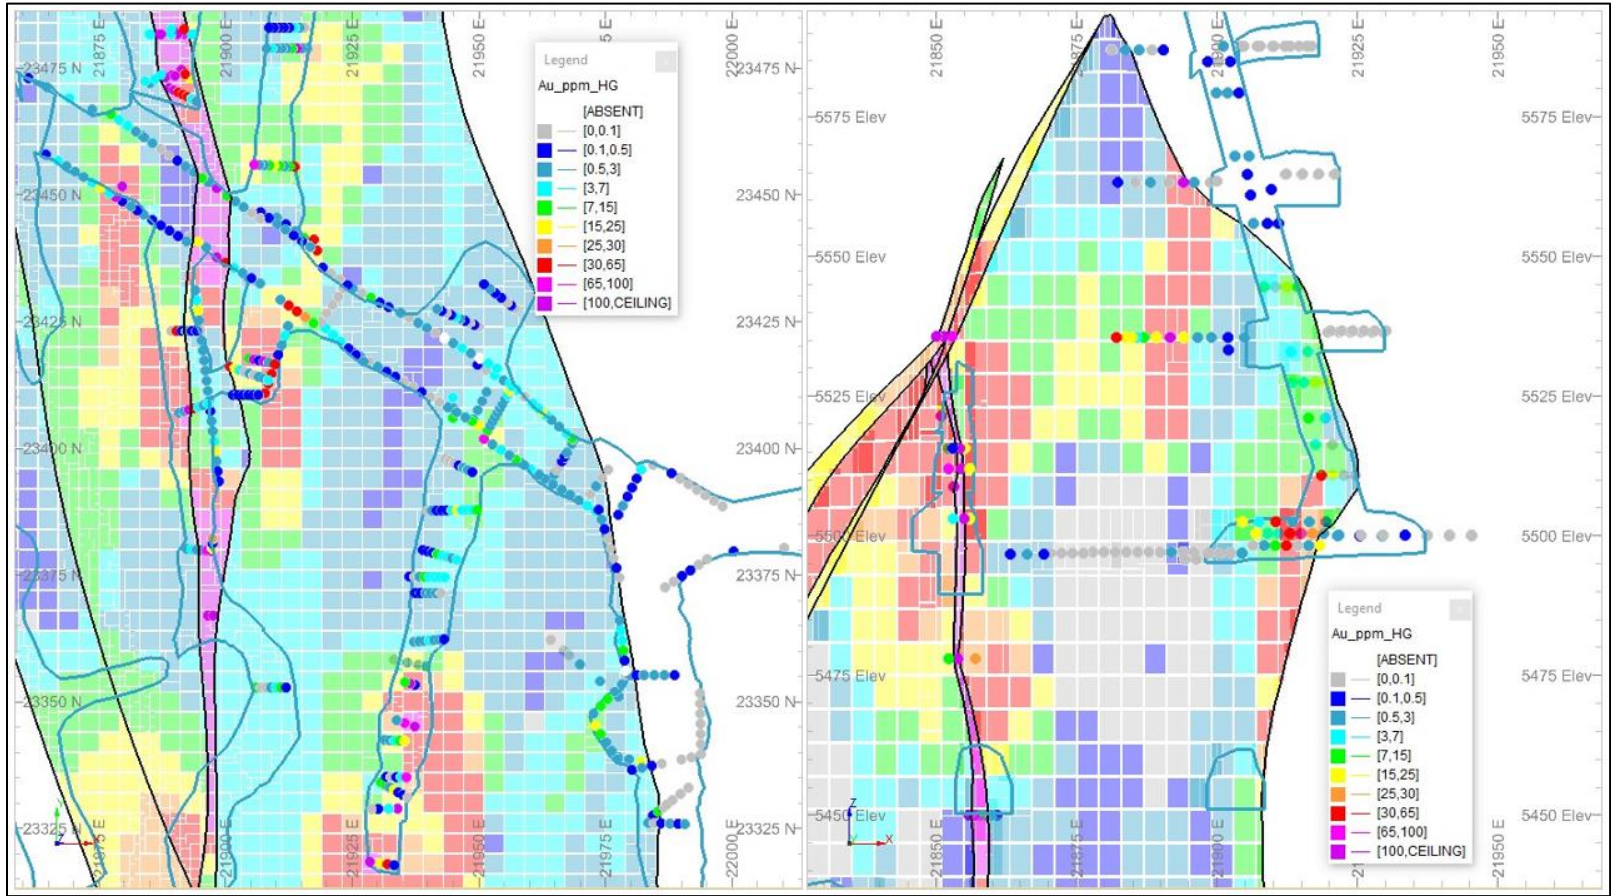 21875 E
21900 E
21925 E
21950 E
5
22000 E
23475 N
23475 N
23450 N
23450 N
23425 N
23425 N
23400 N
23400 N
23375 N
23375 N
23350 N
23350 N
23325 N
23325 N
21875 E
21900 E
21925 E
21950 E
21975 E
22000 E
Legend
Au_ppm_HG
[ABSENT]
[0,0.1]
[0.1,0.5]
[0.5,3]
[3,7]
[7,15]
[15,25]
[25,30]
[30,65]
[65,100]
[100,CEILING]
Z
X
21850 E
21875 E
21900 E
21925 E
21950 E
5575 Elev
5575 Elev
5550 Elev
5550 Elev
5525 Elev
5525 Elev
5500 Elev
5500 Elev
5475 Elev
5475 Elev
5450 Elev
5450 Elev
21850 E
21875 E
21900 E
21925 E
21950 E
Legend
Au_ppm_HG
[ABSENT]
[0,0.1]
[0.1,0.5]
[0.5,3]
[3,7]
[7,15]
[15,25]
[25,30]
[30,65]
[65,100]
[100,CEILING]
Z
Y
X